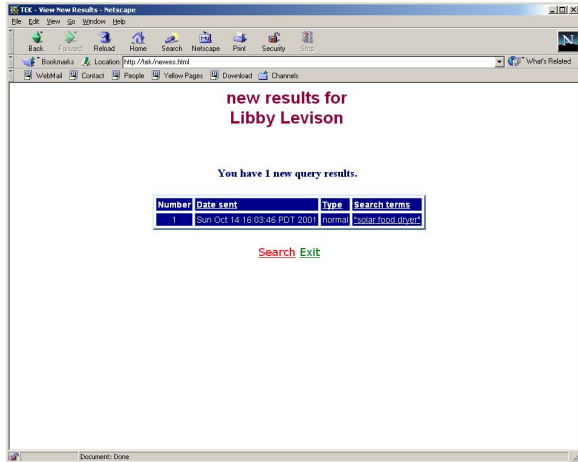 TEK - View New Results - Netscape
File Edit View Go Window Help
Back Forward Reload Home Search Netscape Print Security Stop
N
Bookmarks Location: http://tek/newres.html What's Related
WebMail Contact People Yellow Pages Download Channels
new results for
Libby Levison
You have 1 new query results.
Number Date sent Type Search terms
1 Sun Oct 14 16:03:46 PDT 2001 normal "solar food dryer"
Search Exit
Document: Done